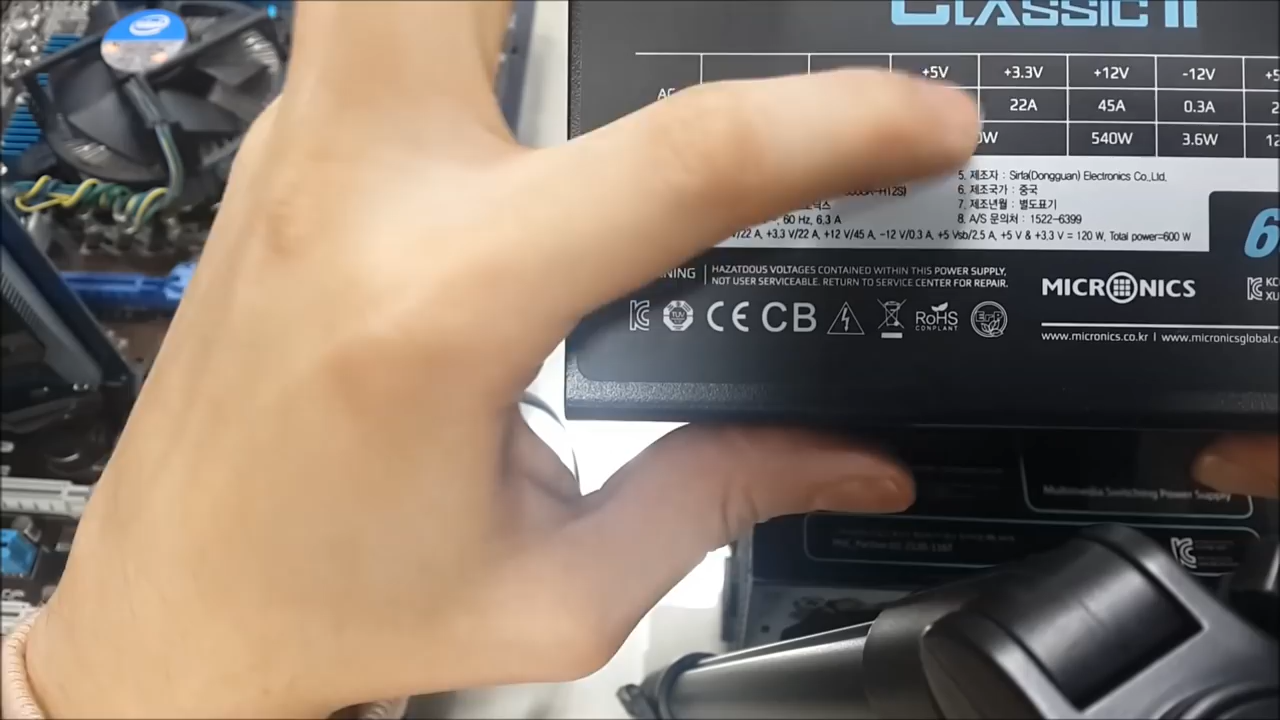 intel
CLASSIC II
+5V +3.3V +12V -12V
AC 22A 45A 0.3A
540W 3.6W
5. 제조자 : Sirfa(Dongguan) Electronics Co.,Ltd.
6. 제조국가 : 중국
7. 제조년월 : 별도표기
60 Hz, 6.3 A
8. A/S 문의처 : 1522-6399
/22 A, +3.3 V/22 A, +12 V/45 A, -12 V/0.3 A, +5 Vsb/2.5 A, +5 V & +3.3 V = 120 W, Total power=600 W
HAZATDOUS VOLTAGES CONTAINED WITHIN THIS POWER SUPPLY,
NOT USER SERVICEABLE. RETURN TO SERVICE CENTER FOR REPAIR.
MICRONICS
TUV CE CB RoHS
COMPLIANT
ErP
www.micronics.co.kr | www.micronicsglobal.c
Multimedia Switching Power Supply